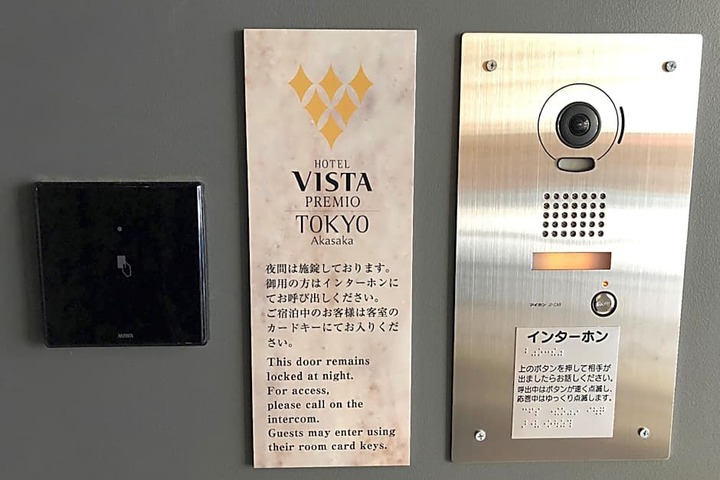 MIWA
HOTEL
VISTA
PREMIO
TOKYO
Akasaka
夜間は施錠しております。
御用の方はインターホンに
てお呼び出しください。
ご宿泊中のお客様は客室の
カードキーにてお入りくだ
さい。
This door remains
locked at night.
For access,
please call on the
intercom.
Guests may enter using
their room card keys.
アイホン
インターホン
上のボタンを押して相手が
出ましたらお話しください。
呼出中はボタンが速く点滅し、
応答中はゆっくり点滅します。